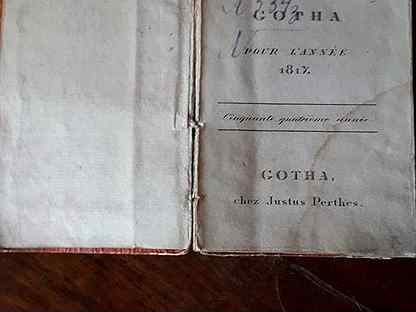 GOTHA
POUR L'ANNÉE
1817.
Cinquante quatrième année
GOTHA,
chez Justus Perthes.